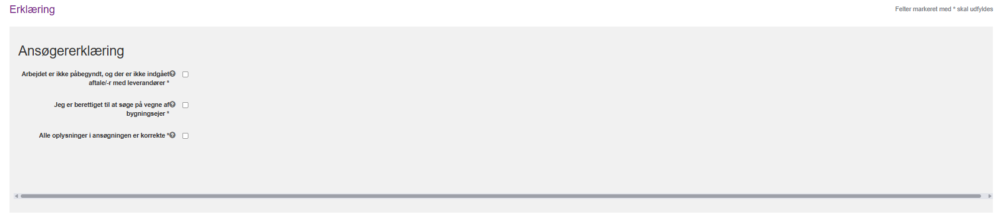 Erklæring
Felter markeret med * skal udfyldes
Ansøgererklæring
Arbejdet er ikke påbegyndt, og der er ikke indgået
aftale/-r med leverandører *
Jeg er berettiget til at søge på vegne af
bygningsejer *
Alle oplysninger i ansøgningen er korrekte *